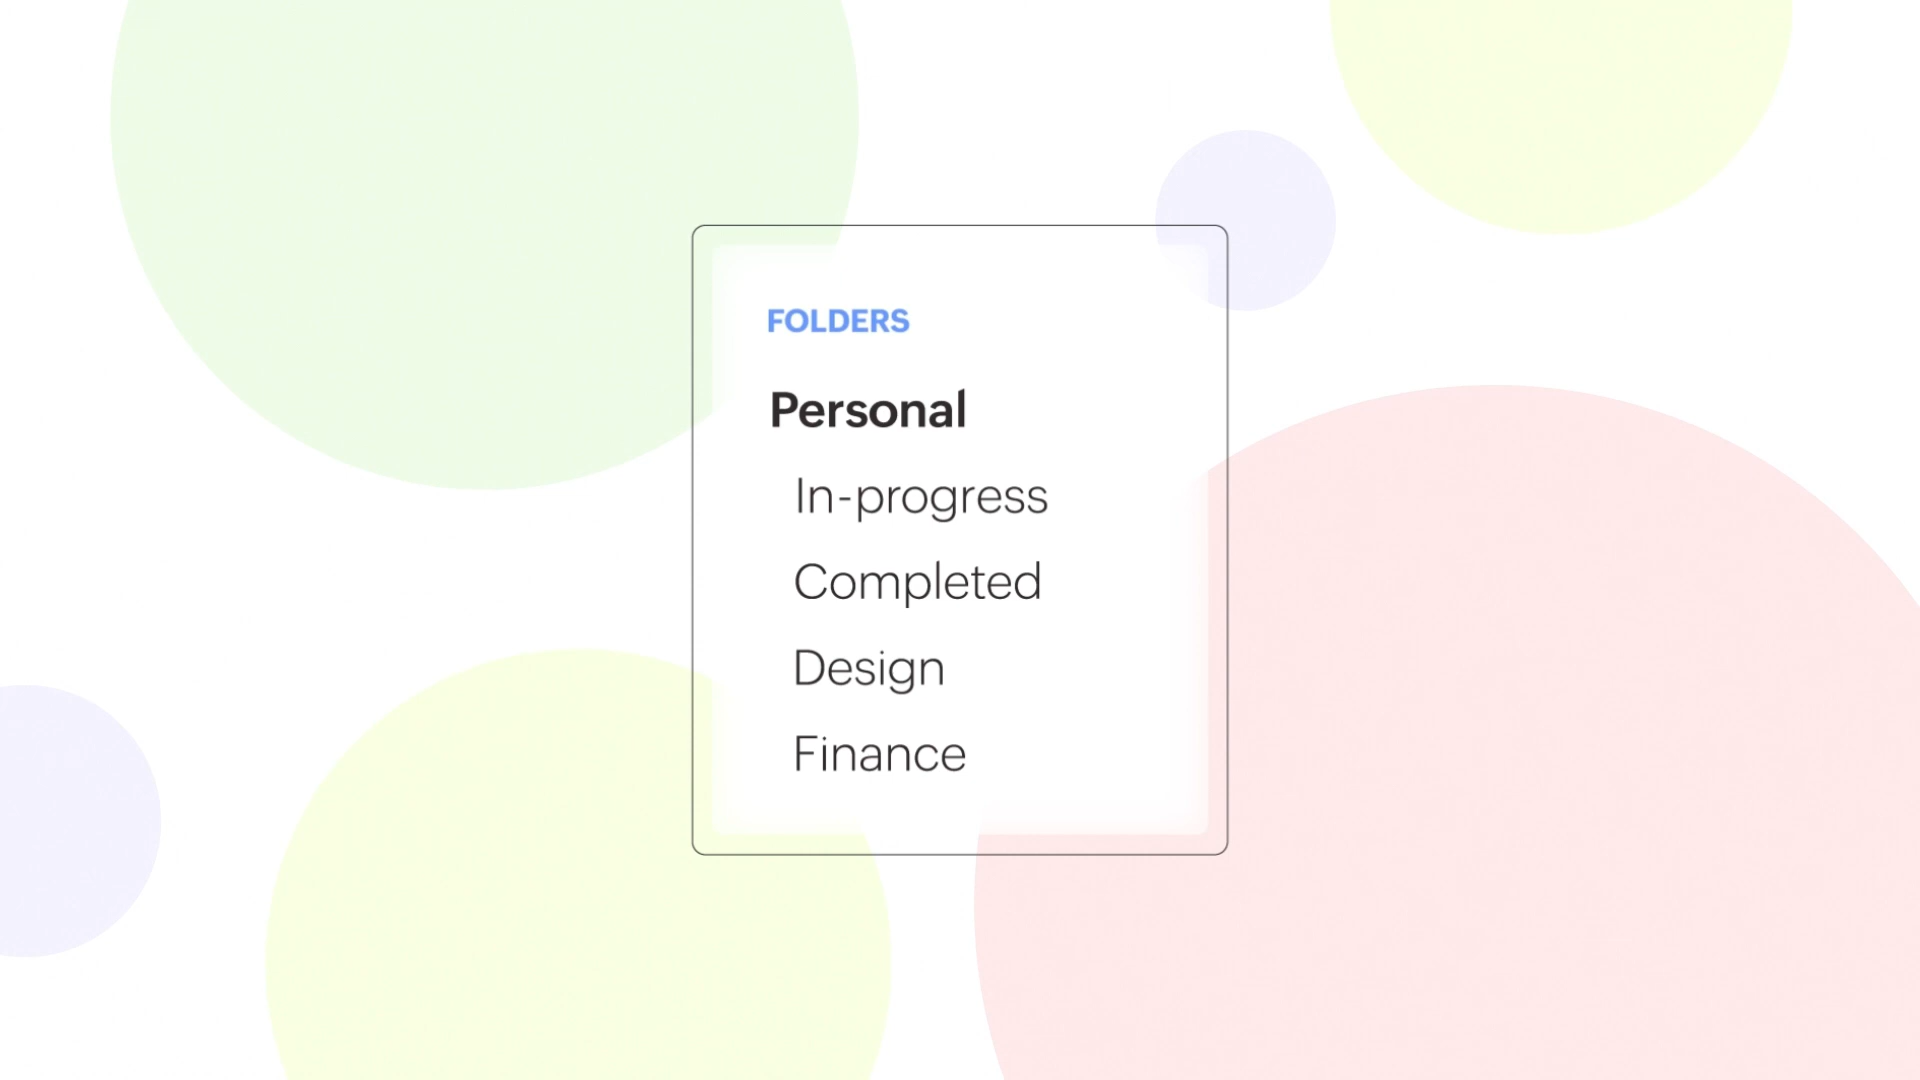 FOLDERS
Personal
In-progress
Completed
Design
Finance